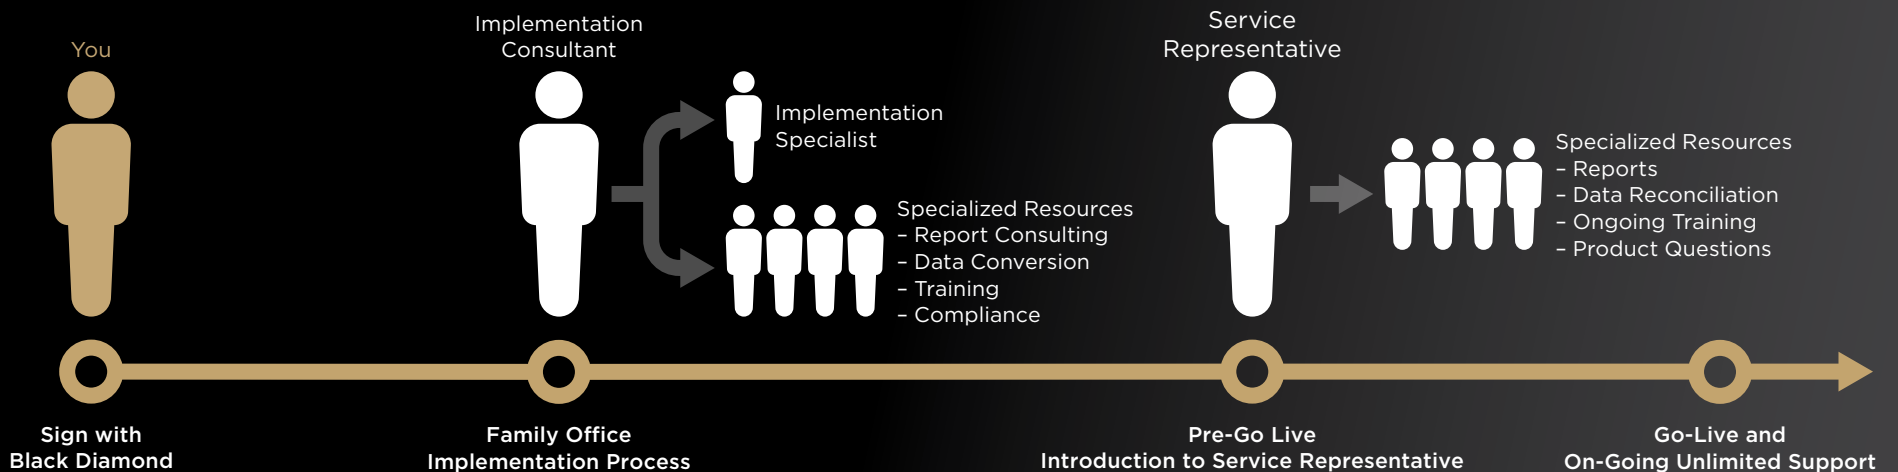 You
Implementation
Consultant
Implementation
Specialist
Specialized Resources
– Report Consulting
– Data Conversion
– Training
– Compliance
Service
Representative
Specialized Resources
– Reports
– Data Reconciliation
– Ongoing Training
– Product Questions
Sign with
Black Diamond
Family Office
Implementation Process
Pre-Go Live
Introduction to Service Representative
Go-Live and
On-Going Unlimited Support